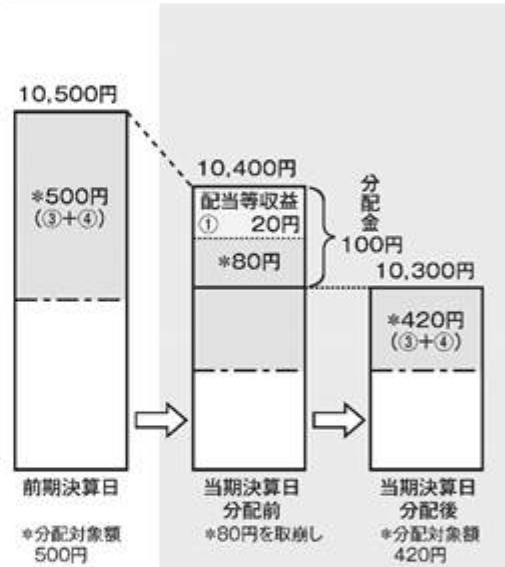 10,500円
*500円
(③+④)
10,400円
配当等収益
① 20円
*80円
分配金
100円
10,300円
*420円
(③+④)
前期決算日
*分配対象額
500円
当期決算日
分配前
*80円を取崩し
当期決算日
分配後
*分配対象額
420円